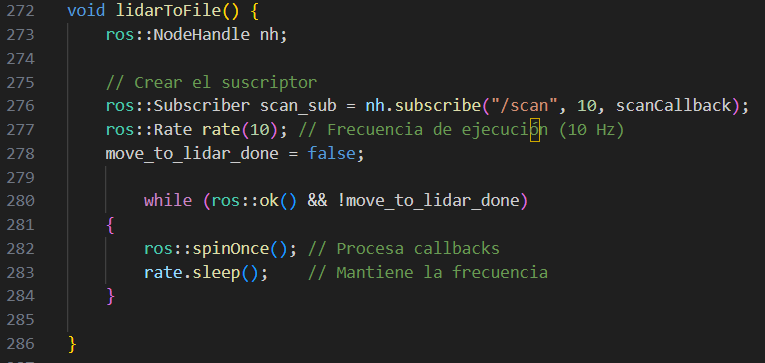 272 void lidarToFile() {
273     ros::NodeHandle nh;
274
275     // Crear el suscriptor
276     ros::Subscriber scan_sub = nh.subscribe("/scan", 10, scanCallback);
277     ros::Rate rate(10); // Frecuencia de ejecución (10 Hz)
278     move_to_lidar_done = false;
279
280         while (ros::ok() && !move_to_lidar_done)
281     {
282         ros::spinOnce(); // Procesa callbacks
283         rate.sleep();    // Mantiene la frecuencia
284     }
285
286 }